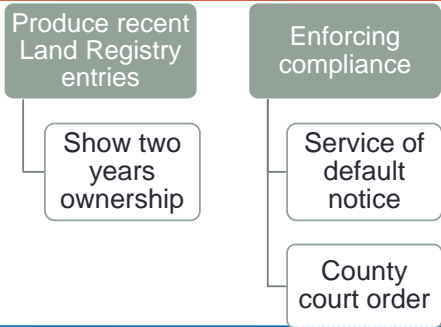 Produce recent
Land Registry
entries
Show two
years
ownership
Enforcing
compliance
Service of
default
notice
County
court order